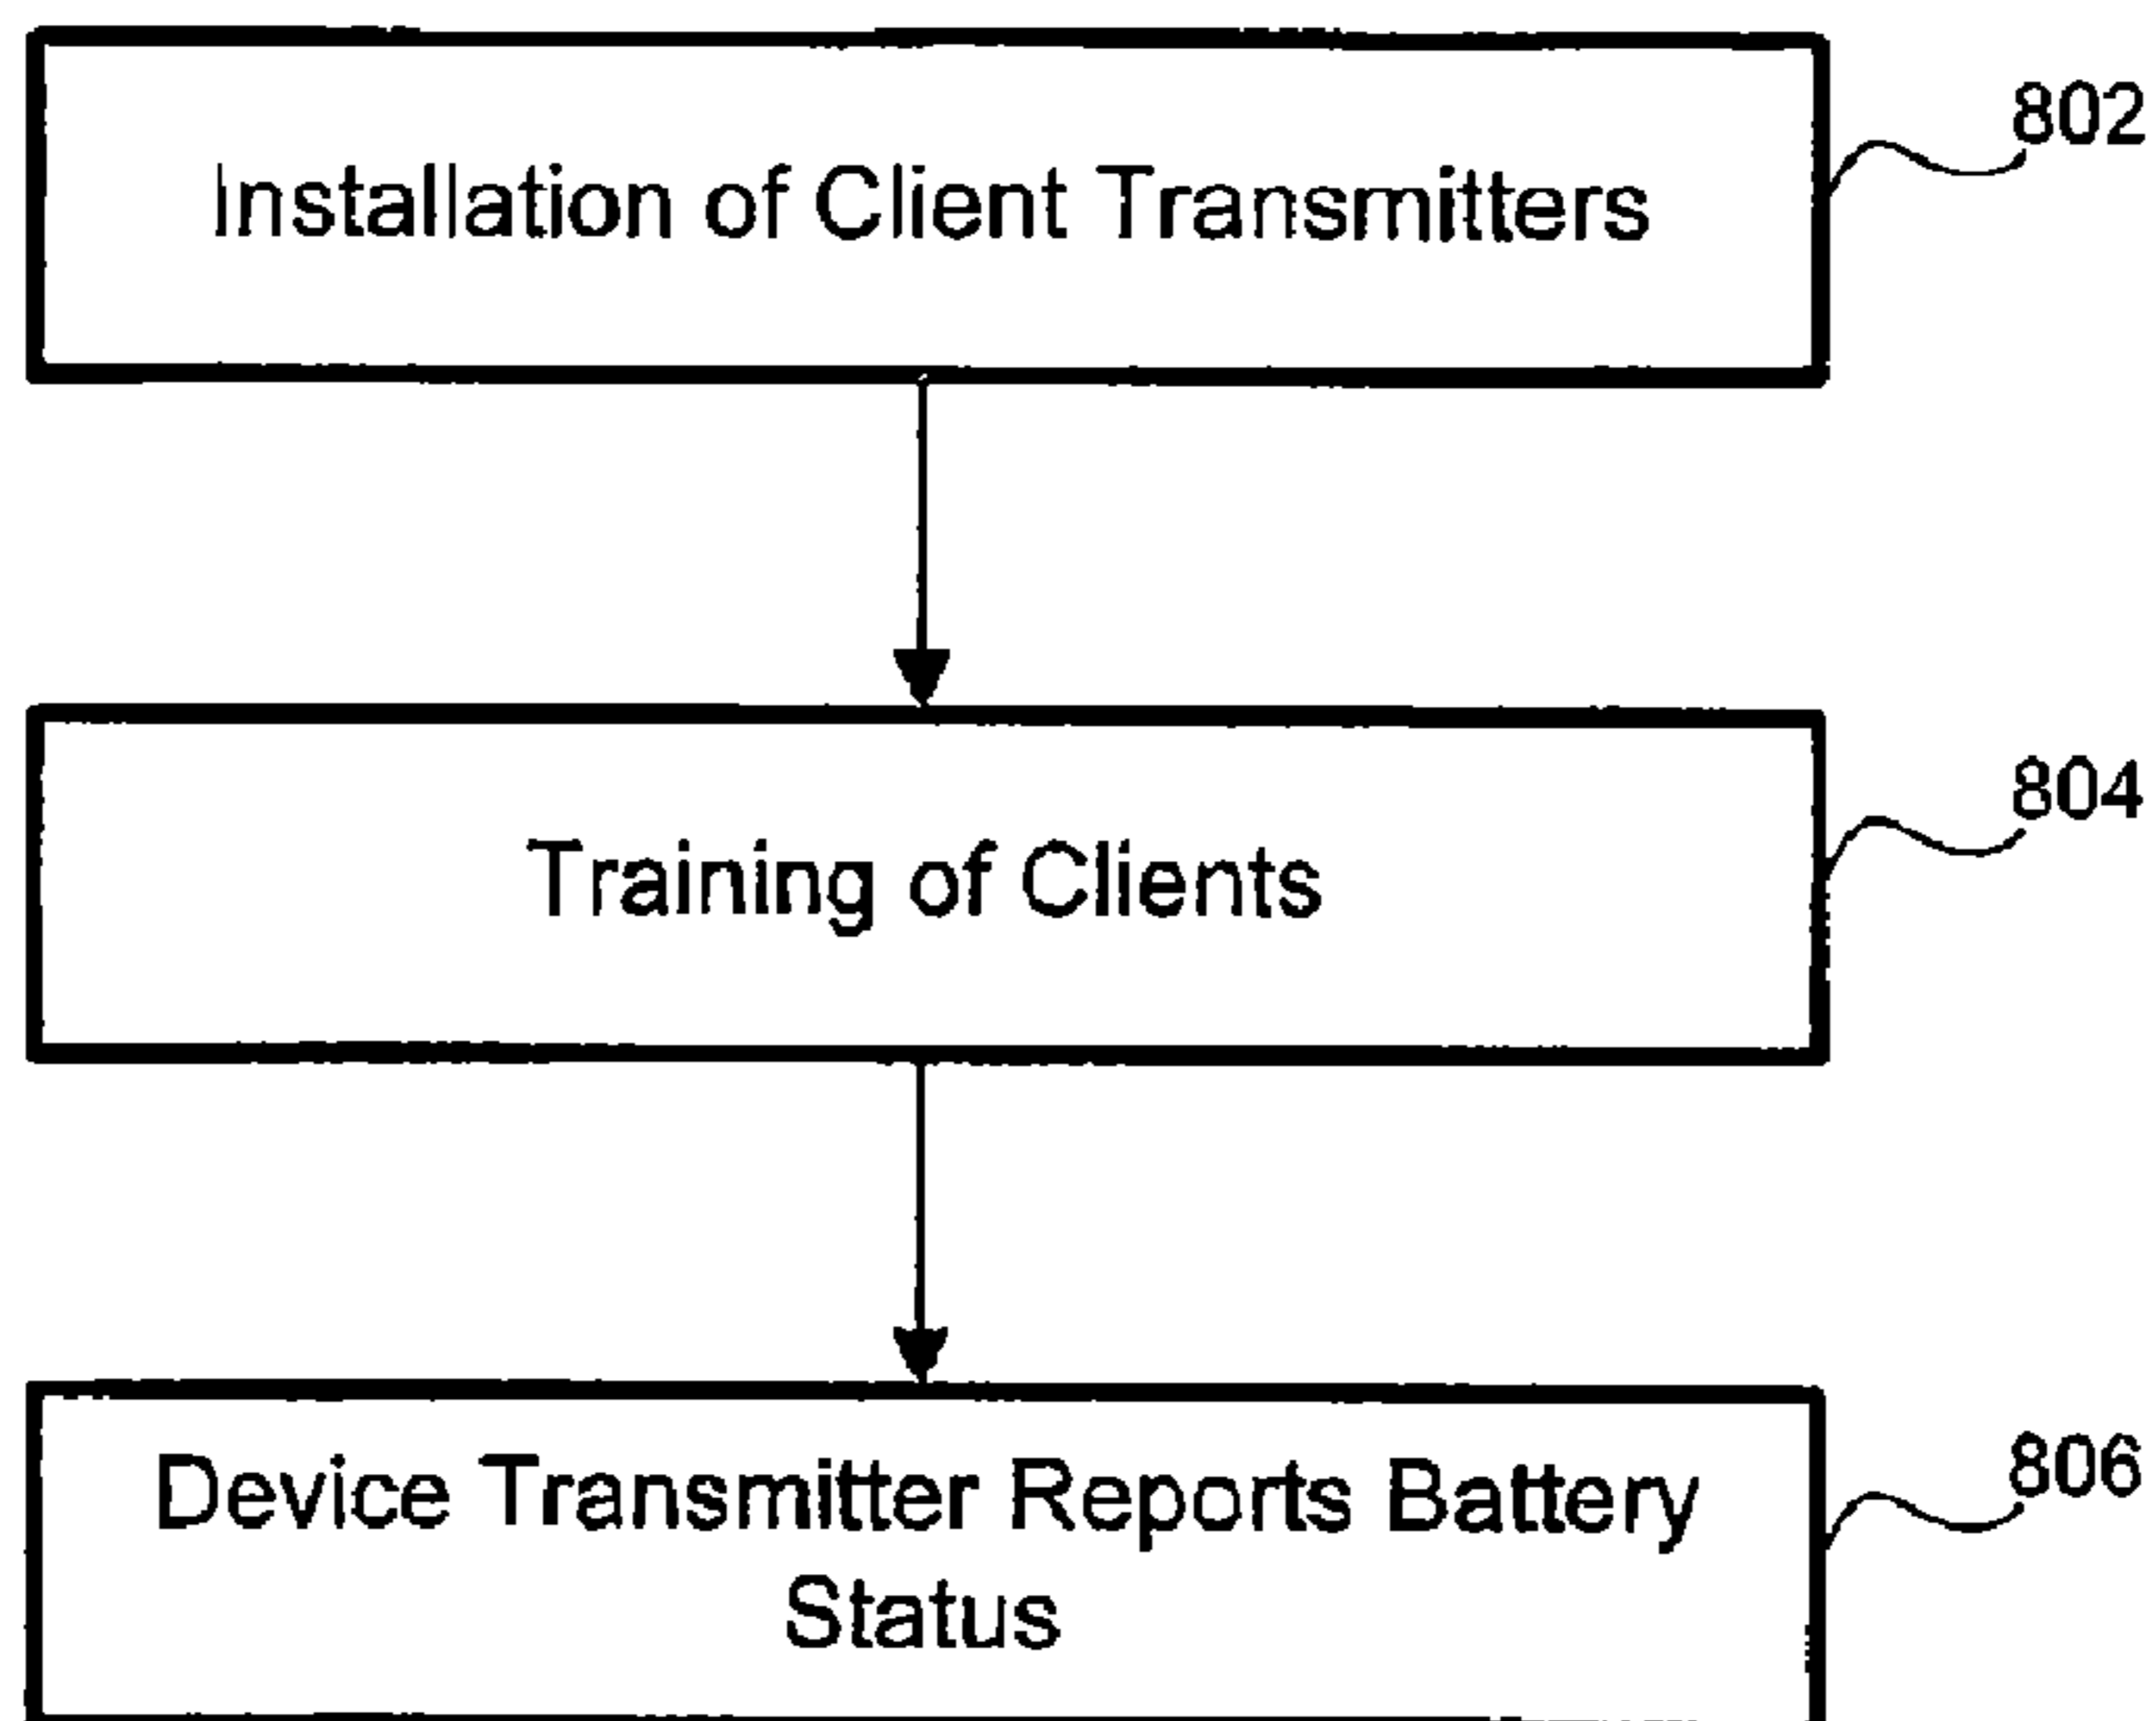 802
Installation of Client Transmitters
804
Training of Clients
806
Device Transmitter Reports Battery
Status